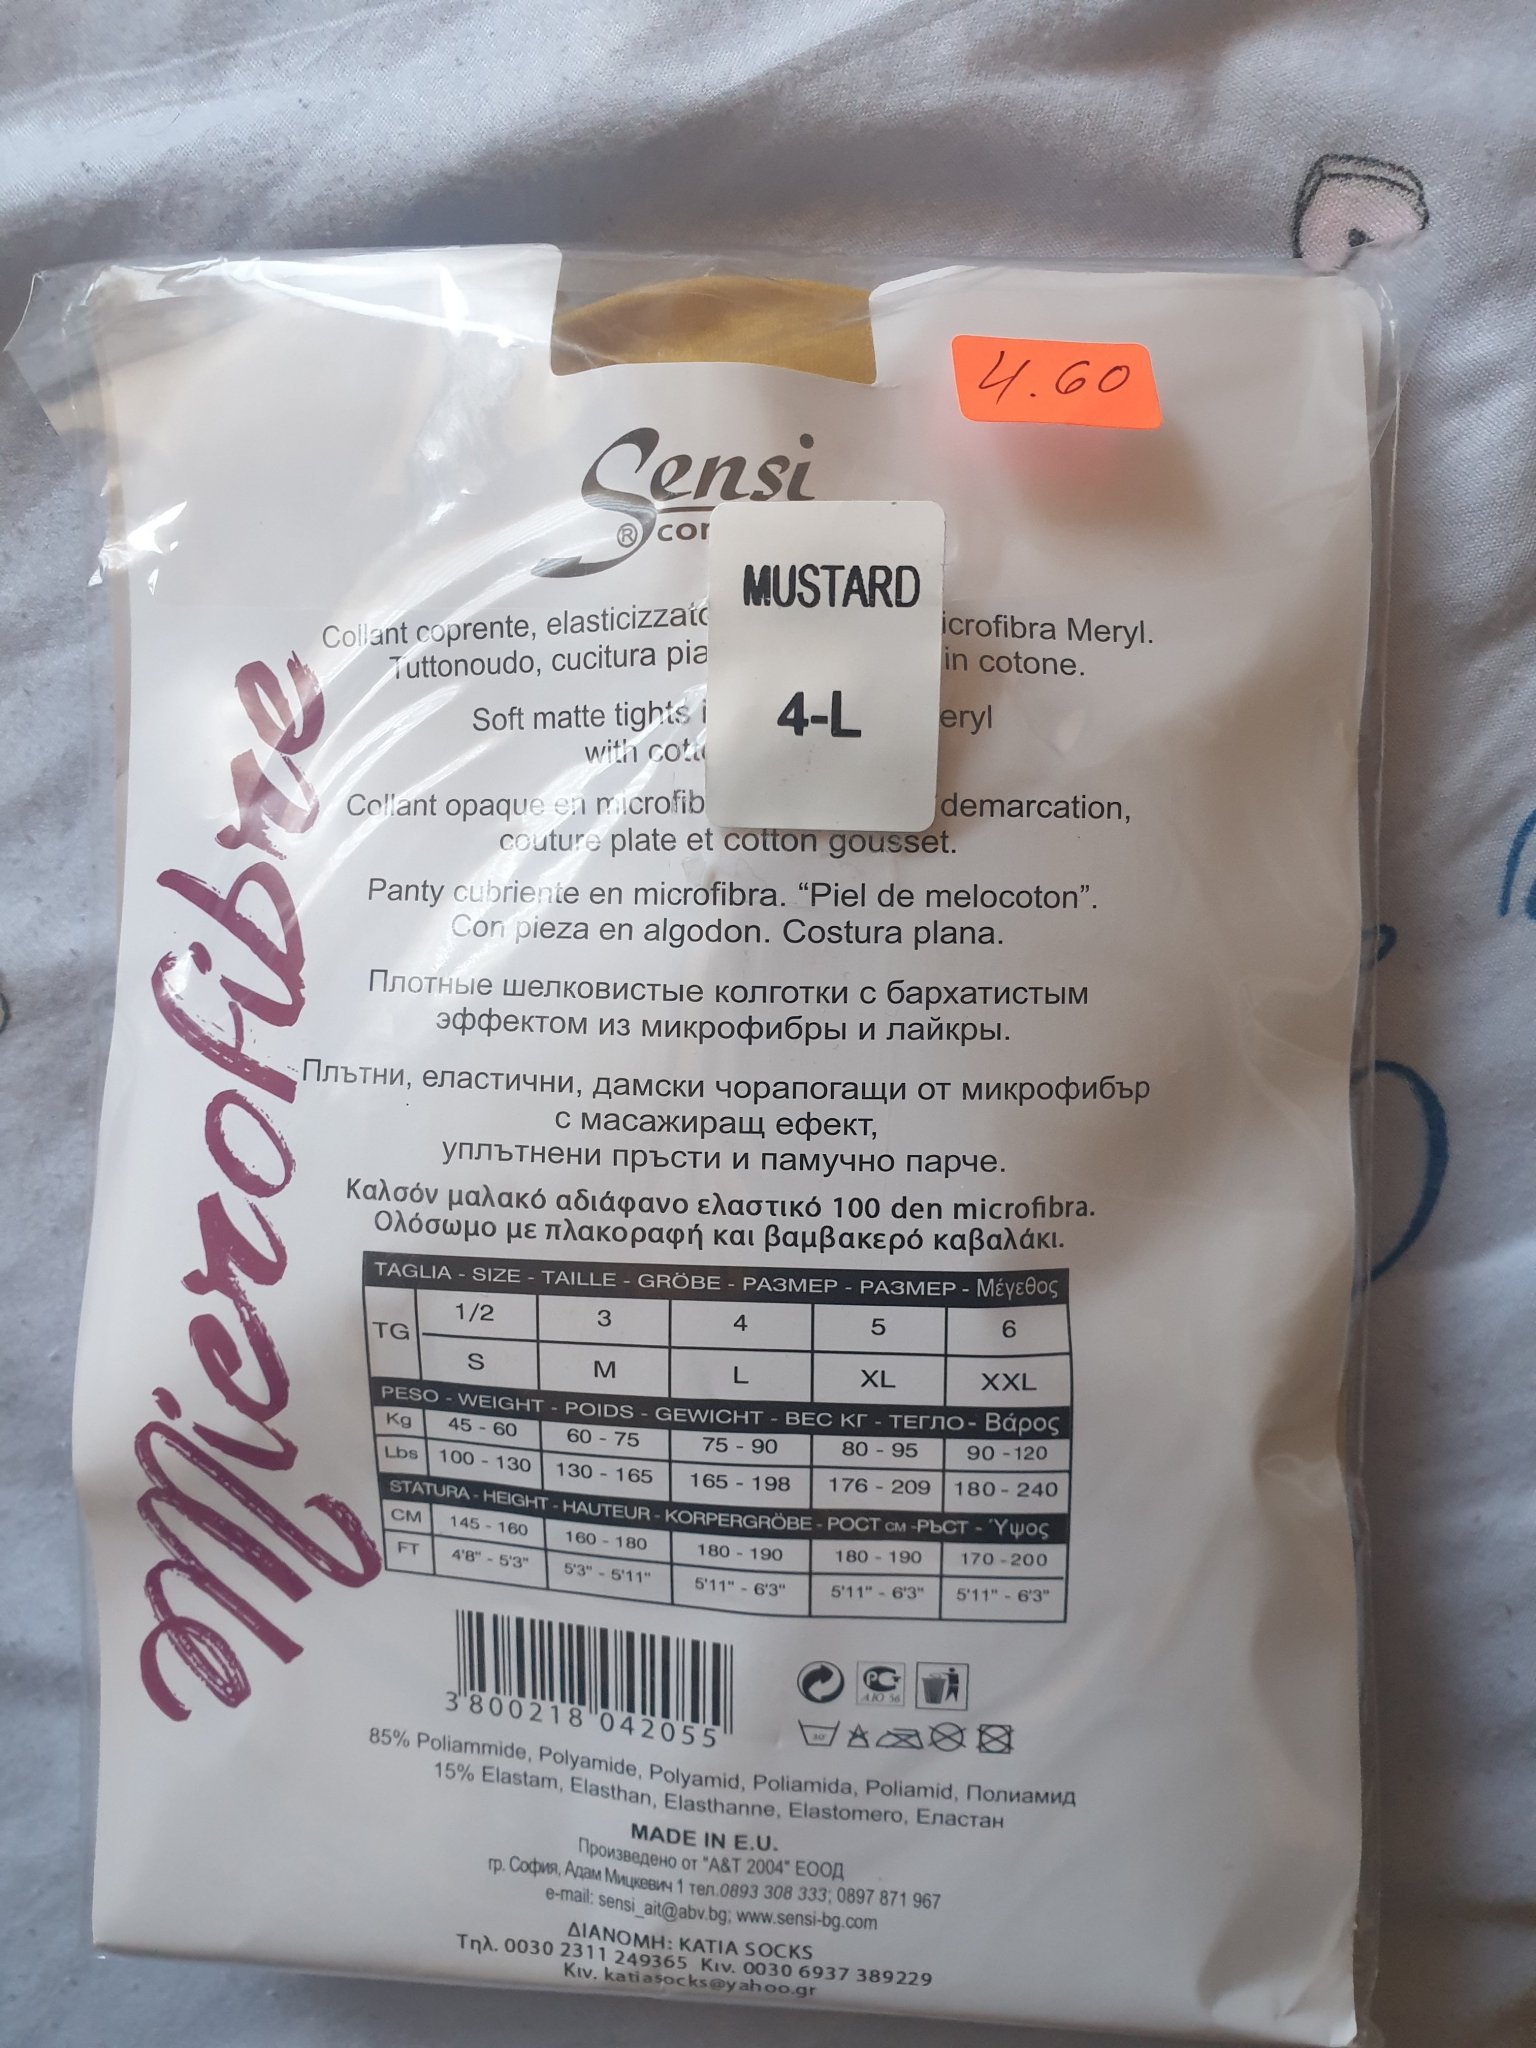 4.60
Sensi
® con
MUSTARD
4-L
Collant coprente, elasticizzato icrofibra Meryl.
Tuttonoudo, cucitura pia in cotone.
Soft matte tights i eryl
with cotto
Collant opaque en microfib demarcation,
couture plate et cotton gousset.
Panty cubriente en microfibra. “Piel de melocoton”.
Con pieza en algodon. Costura plana.
Плотные шелковистые колготки с бархатистым
эффектом из микрофибры и лайкры.
Плътни, еластични, дамски чорапогащи от микрофибър
с масажиращ ефект,
уплътнени пръсти и памучно парче.
Καλσόν μαλακό αδιάφανο ελαστικό 100 den microfibra.
Ολόσωμο με πλακοραφή και βαμβακερό καβαλάκι.
Microfibre
TAGLIA - SIZE - TAILLE - GRÖBE - РАЗМЕР - РАЗМЕР - Μέγεθος
TG 1/2 3 4 5 6
S M L XL XXL
PESO - WEIGHT - POIDS - GEWICHT - ВЕС КГ - ТЕГЛО - Βάρος
Kg 45 - 60 60 - 75 75 - 90 80 - 95 90 -120
Lbs 100 - 130 130 - 165 165 - 198 176 - 209 180 - 240
STATURA - HEIGHT - HAUTEUR - KORPERGRÖBE - РОСТ см -РЪСТ - Ύψος
CM 145 - 160 160 - 180 180 - 190 180 - 190 170 -200
FT 4'8" - 5'3" 5'3" - 5'11" 5'11" - 6'3" 5'11" - 6'3" 5'11" - 6'3"
3 800218 042055
30°
85% Poliammide, Polyamide, Polyamid, Poliamida, Poliamid, Полиамид
15% Elastam, Elasthan, Elasthanne, Elastomero, Еластан
MADE IN E.U.
Произведено от "A&T 2004" ЕООД
гр. София, Адам Мицкевич 1 тел.0893 308 333; 0897 871 967
e-mail: sensi_ait@abv.bg; www.sensi-bg.com
ΔΙΑΝΟΜΗ: KATIA SOCKS
Τηλ. 0030 2311 249365 Κιν. 0030 6937 389229
Κιν. katiasocks@yahoo.gr